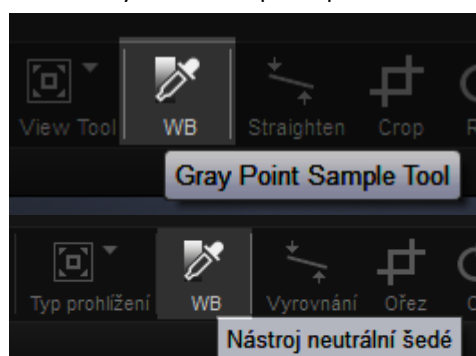 View Tool WB Straighten Crop
Gray Point Sample Tool
Typ prohlížení WB Vyrovnání Ořez
Nástroj neutrální šedé